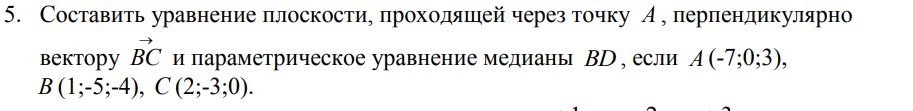 5. Составить уравнение плоскости, проходящей через точку A, перпендикулярно
вектору BC→ и параметрическое уравнение медианы BD, если A(-7;0;3),
B(1;-5;-4), C(2;-3;0).